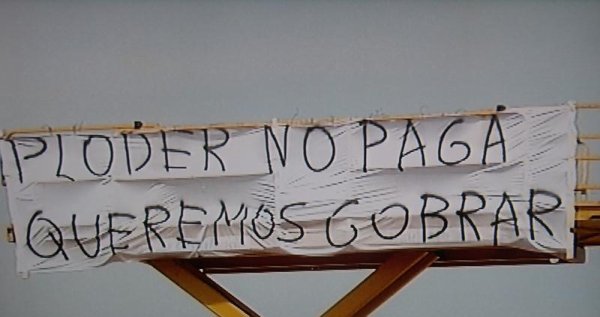 PLODER NO PAGA
QUEREMOS COBRAR